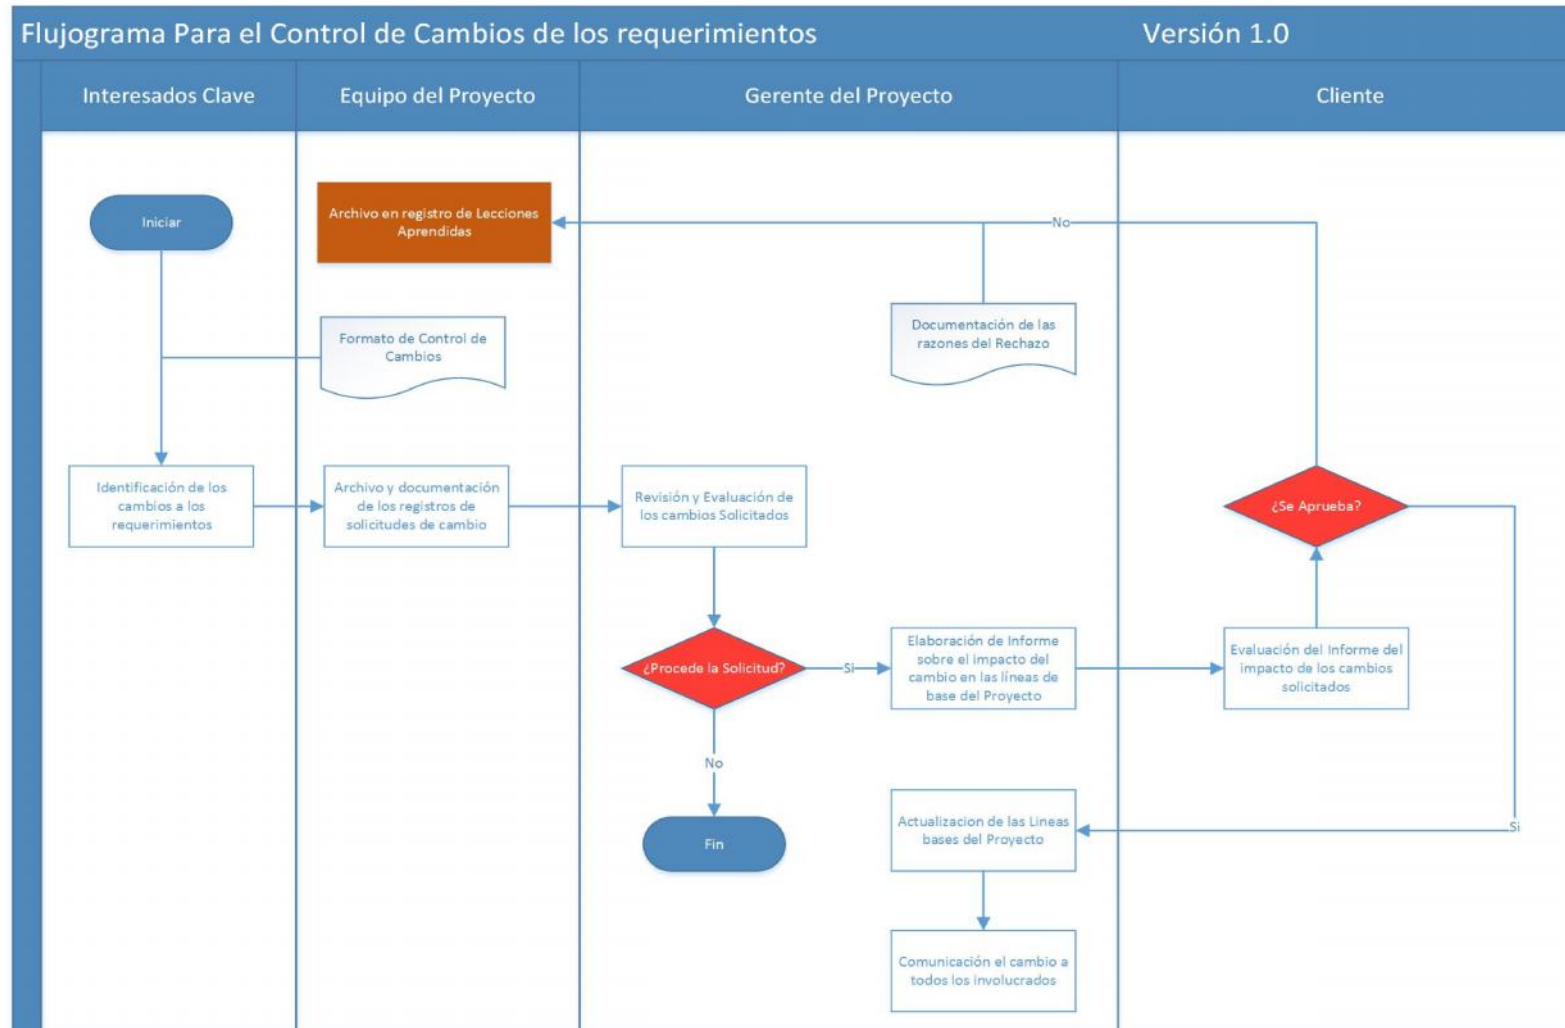 Flujograma Para el Control de Cambios de los requerimientos
Versión 1.0
Interesados Clave
Equipo del Proyecto
Gerente del Proyecto
Cliente
Iniciar
Archivo en registro de Lecciones
Aprendidas
No
Formato de Control de
Cambios
Documentación de las
razones del Rechazo
Identificación de los
cambios a los
requerimientos
Archivo y documentación
de los registros de
solicitudes de cambio
Revisión y Evaluación de
los cambios Solicitados
¿Se Aprueba?
¿Procede la Solicitud?
Si
Elaboración de Informe
sobre el impacto del
cambio en las líneas de
base del Proyecto
Evaluación del Informe del
impacto de los cambios
solicitados
No
Fin
Actualizacion de las Lineas
bases del Proyecto
Si
Comunicación el cambio a
todos los involucrados